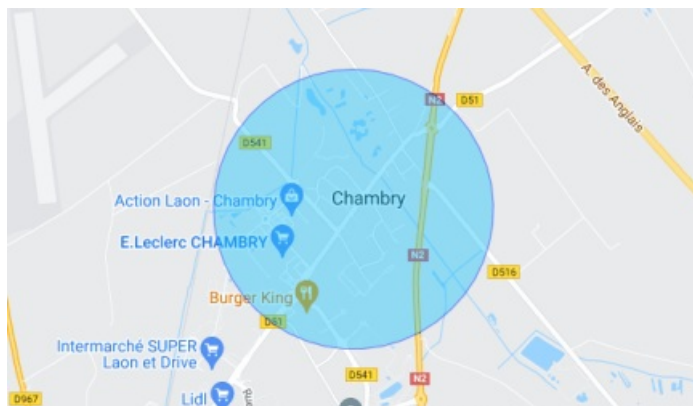 N2
D51
A. des Anglais
D541
Action Laon - Chambry
Chambry
E.Leclerc CHAMBRY
N2
D516
Burger King
D51
Intermarché SUPER
Laon et Drive
D541
N2
Lidl
D967